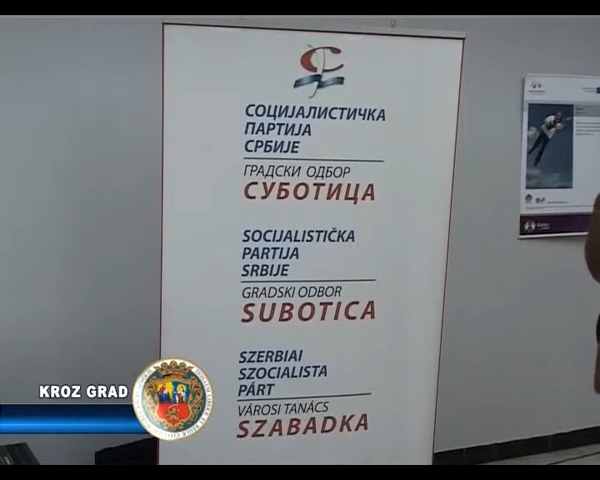 СОЦИЈАЛИСТИЧКА
ПАРТИЈА
СРБИЈЕ
ГРАДСКИ ОДБОР
СУБОТИЦА
SOCIJALISTIČKA
PARTIJA
SRBIJE
GRADSKI ODBOR
SUBOTICA
SZERBIAI
SZOCIALISTA
PÁRT
VÁROSI TANÁCS
SZABADKA
KROZ GRAD